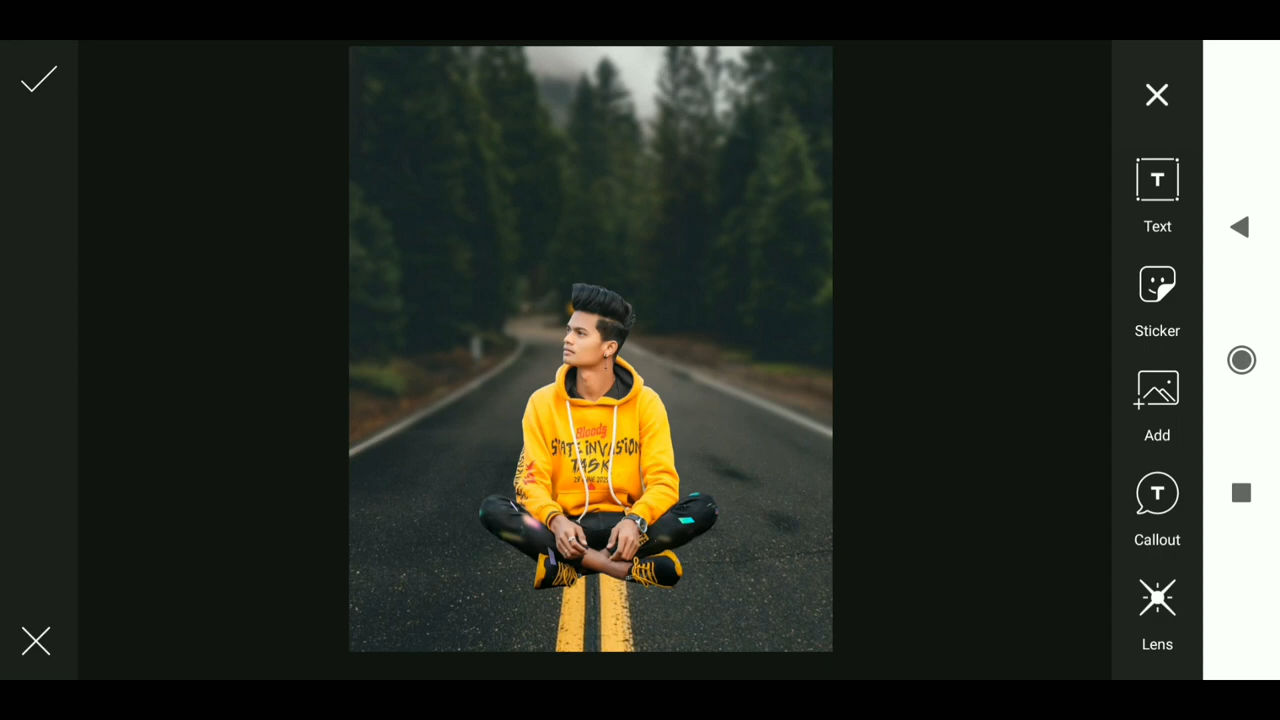 T
Text
Sticker
Add
T
Callout
Lens
Bloody
STATE INVASION
TASK